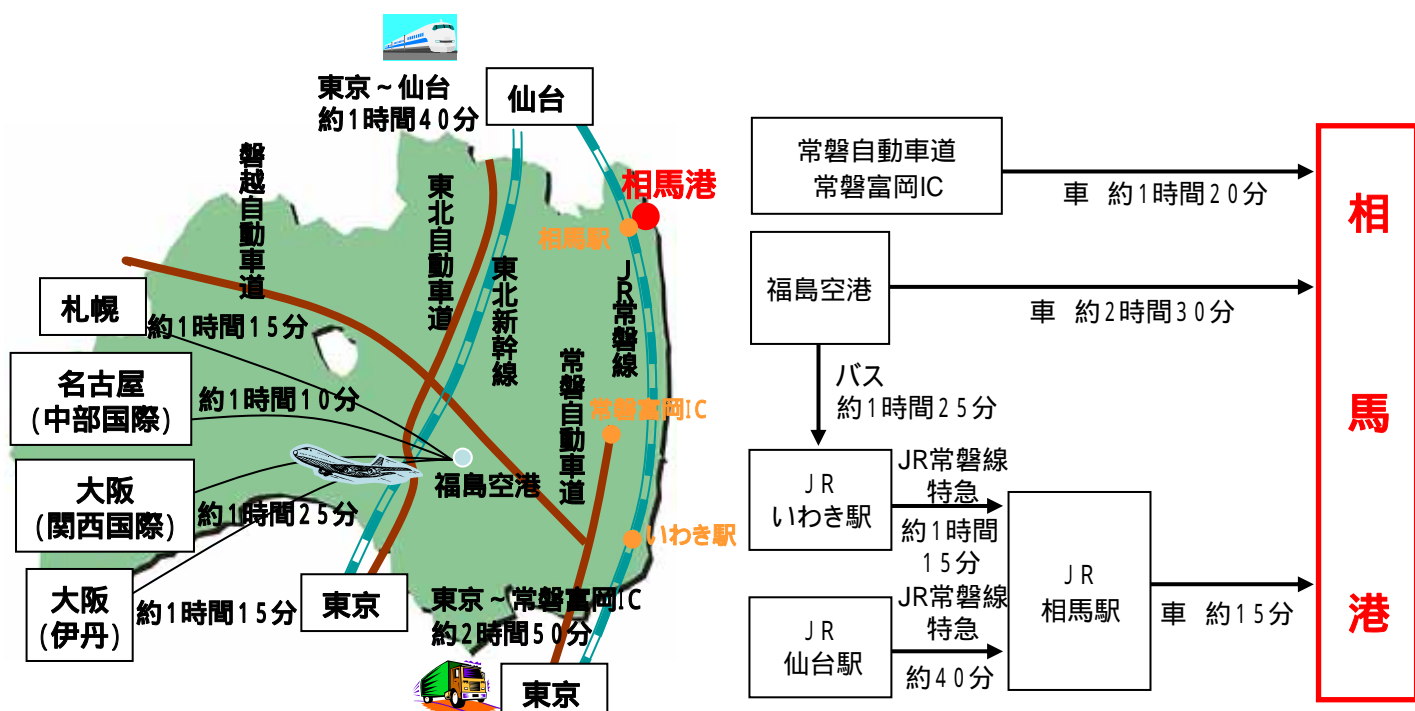 東京~仙台
約1時間40分
仙台
磐越自動車道
東北自動車道
東北新幹線
相馬港
相馬駅
JR常磐線
札幌
約1時間15分
名古屋
(中部国際)
約1時間10分
常磐自動車道
常磐富岡IC
福島空港
大阪
(関西国際)
約1時間25分
いわき駅
大阪
(伊丹)
約1時間15分
東京
東京~常磐富岡IC
約2時間50分
東京
常磐自動車道
常磐富岡IC
車 約1時間20分
福島空港
車 約2時間30分
バス
約1時間25分
JR
いわき駅
JR常磐線
特急
約1時間
15分
JR
仙台駅
JR常磐線
特急
約40分
JR
相馬駅
車 約15分
相
馬
港